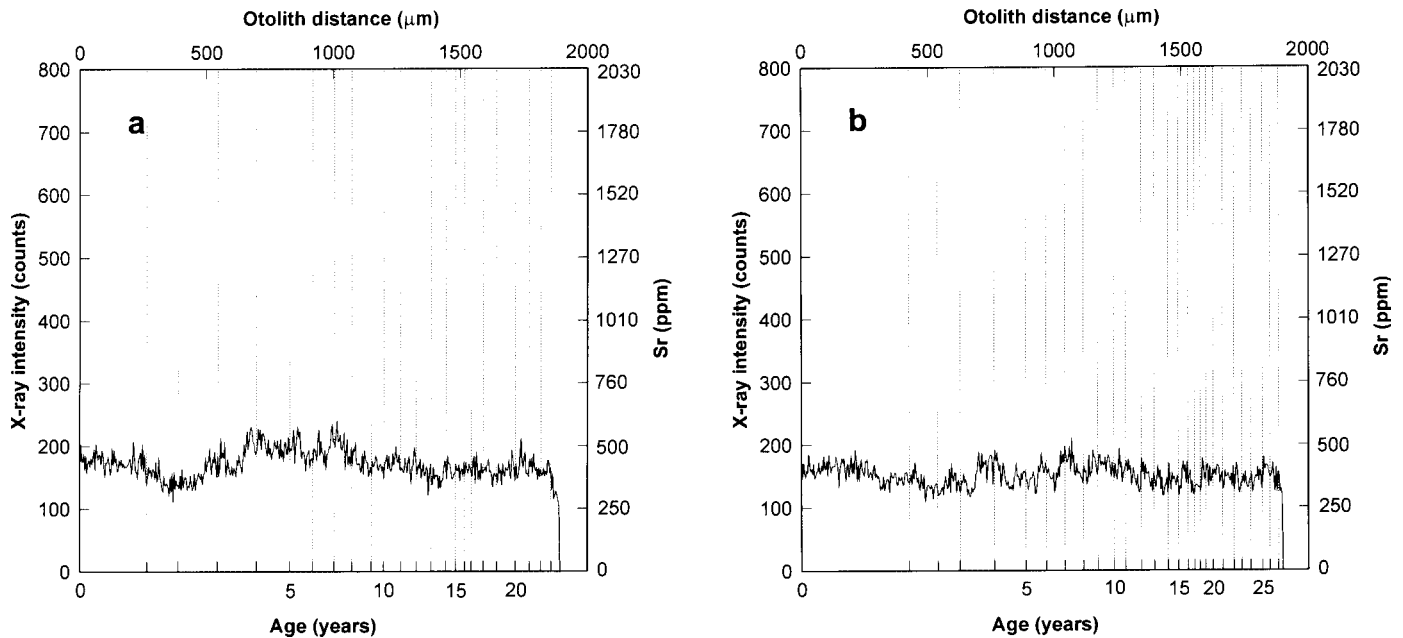 Otolith distance (μm)
0 500 1000 1500 2000
800 2030
700 1780
600 1520
500 1270
400 1010
300 760
200 500
100 250
0 0
a
X-ray intensity (counts)
Sr (ppm)
0 5 10 15 20
Age (years)
Otolith distance (μm)
0 500 1000 1500 2000
800 2030
700 1780
600 1520
500 1270
400 1010
300 760
200 500
100 250
0 0
b
X-ray intensity (counts)
Sr (ppm)
0 5 10 15 20 25
Age (years)